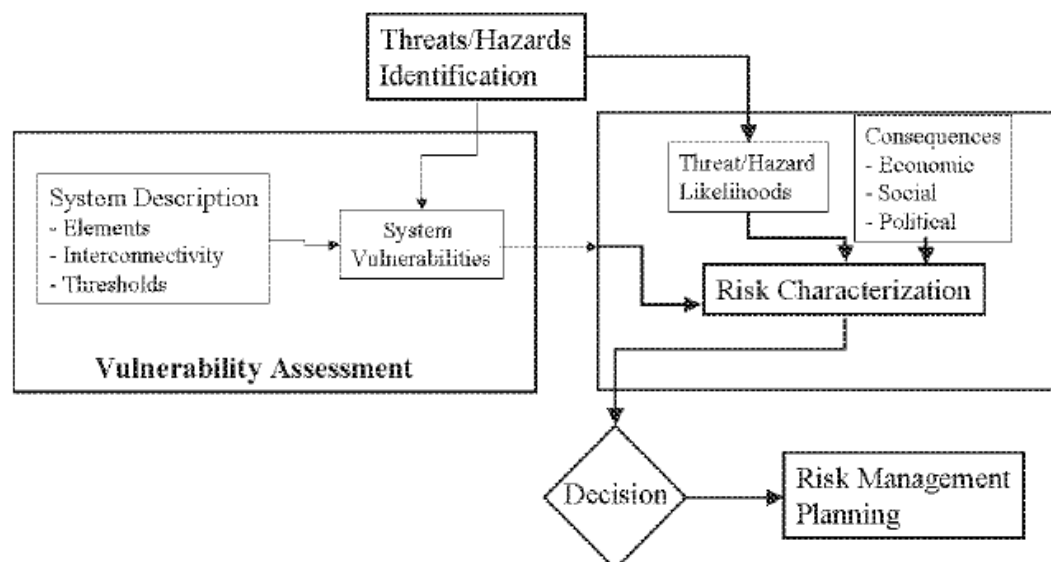 Threats/Hazards
Identification
System Description
- Elements
- Interconnectivity
- Thresholds
System
Vulnerabilities
Vulnerability Assessment
Threat/Hazard
Likelihoods
Consequences
- Economic
- Social
- Political
Risk Characterization
Decision
Risk Management
Planning